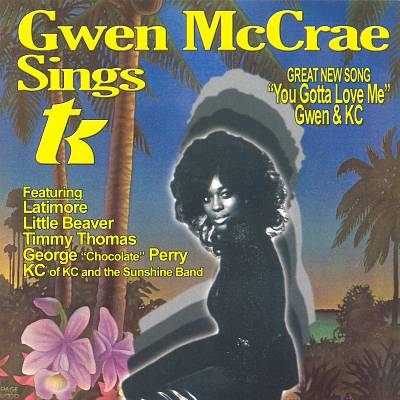 Gwen McCrae
Sings
tk
GREAT NEW SONG
"You Gotta Love Me"
Gwen & KC
Featuring
Latimore
Little Beaver
Timmy Thomas
George "Chocolate" Perry
KC of KC and the Sunshine Band
PAGE